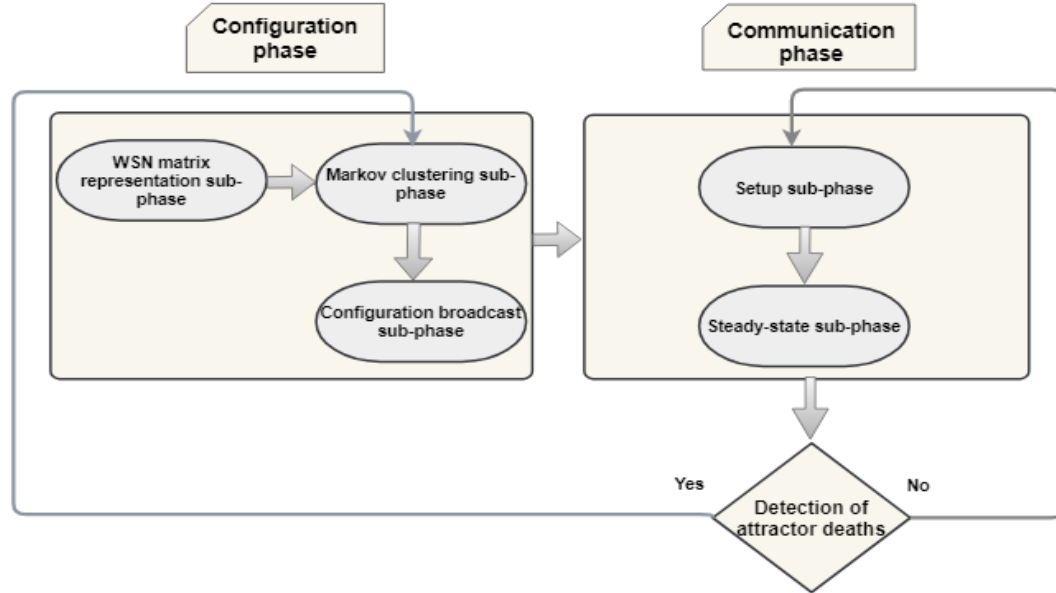 Configuration
phase
Communication
phase
WSN matrix
representation sub-
phase
Markov clustering sub-
phase
Configuration broadcast
sub-phase
Setup sub-phase
Steady-state sub-phase
Yes
No
Detection of
attractor deaths